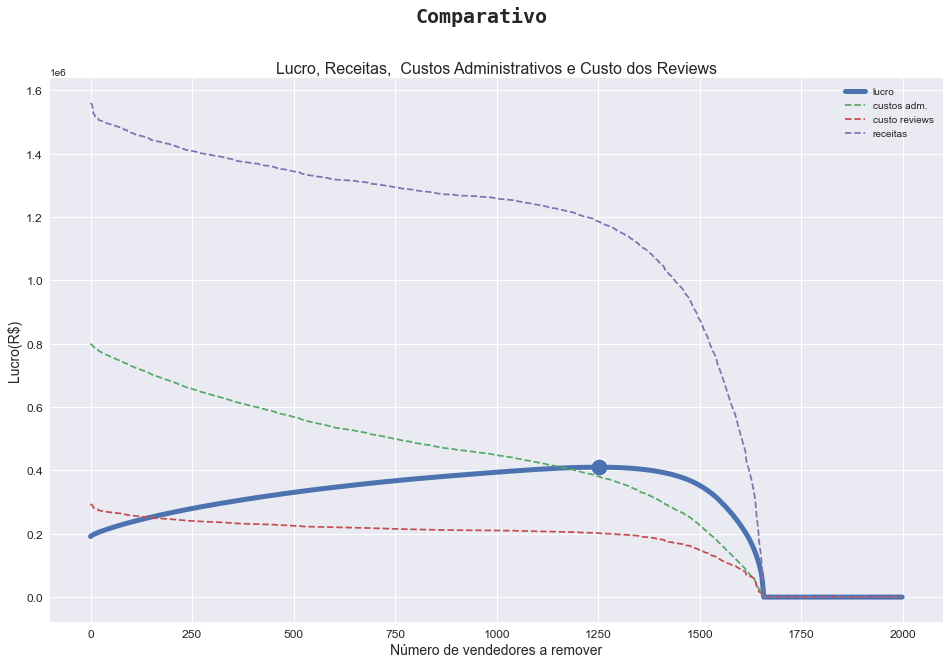 Comparativo
Lucro, Receitas,  Custos Administrativos e Custo dos Reviews
1e6
lucro
custos adm.
custo reviews
receitas
1.6
1.4
1.2
1.0
0.8
0.6
0.4
0.2
0.0
Lucro(R$)
0 250 500 750 1000 1250 1500 1750 2000
Número de vendedores a remover